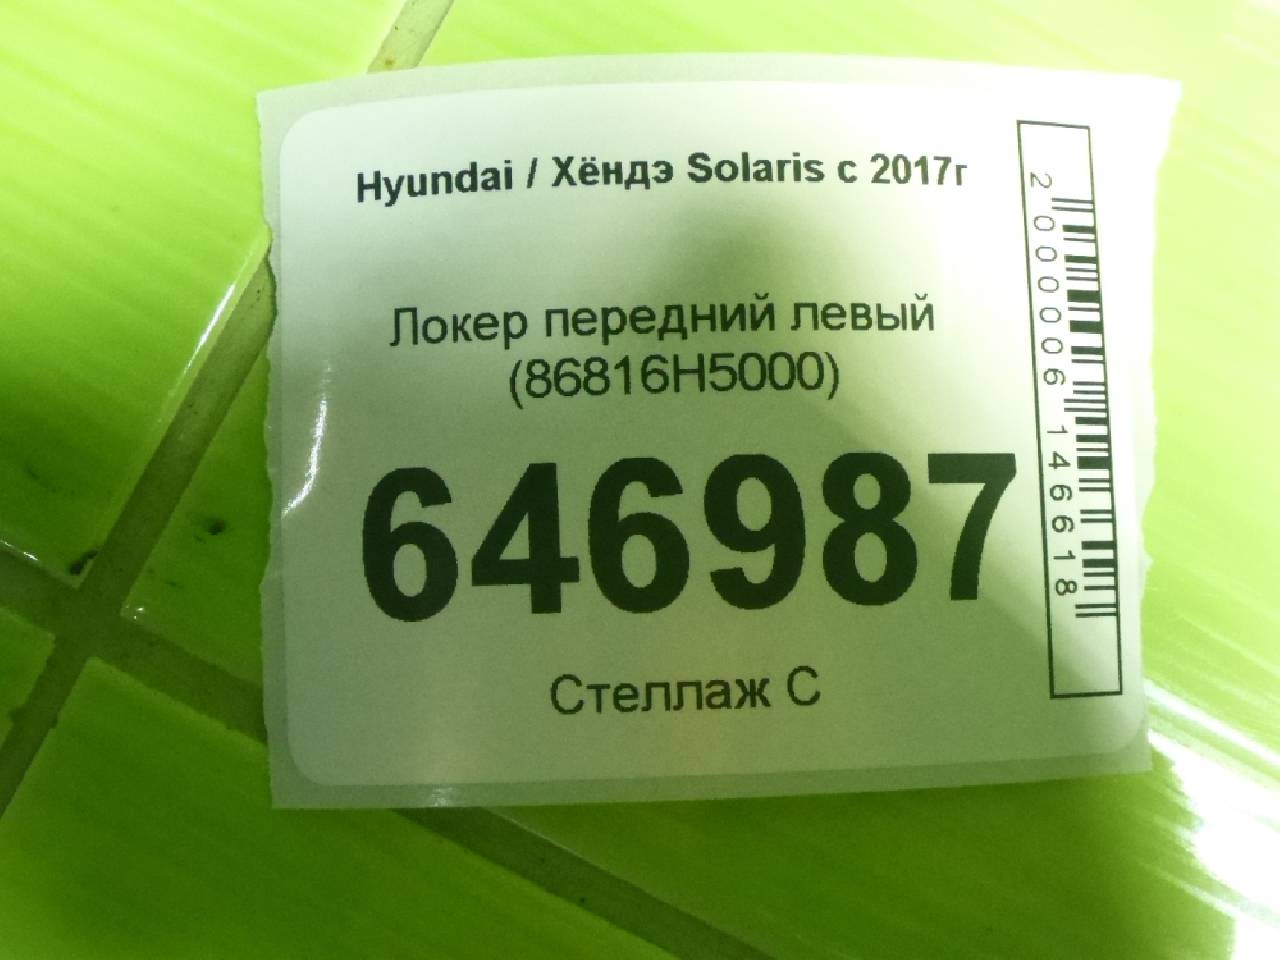 Hyundai / Хёндэ Solaris с 2017г
Локер передний левый
(86816H5000)
646987
Стеллаж С
2000006146618